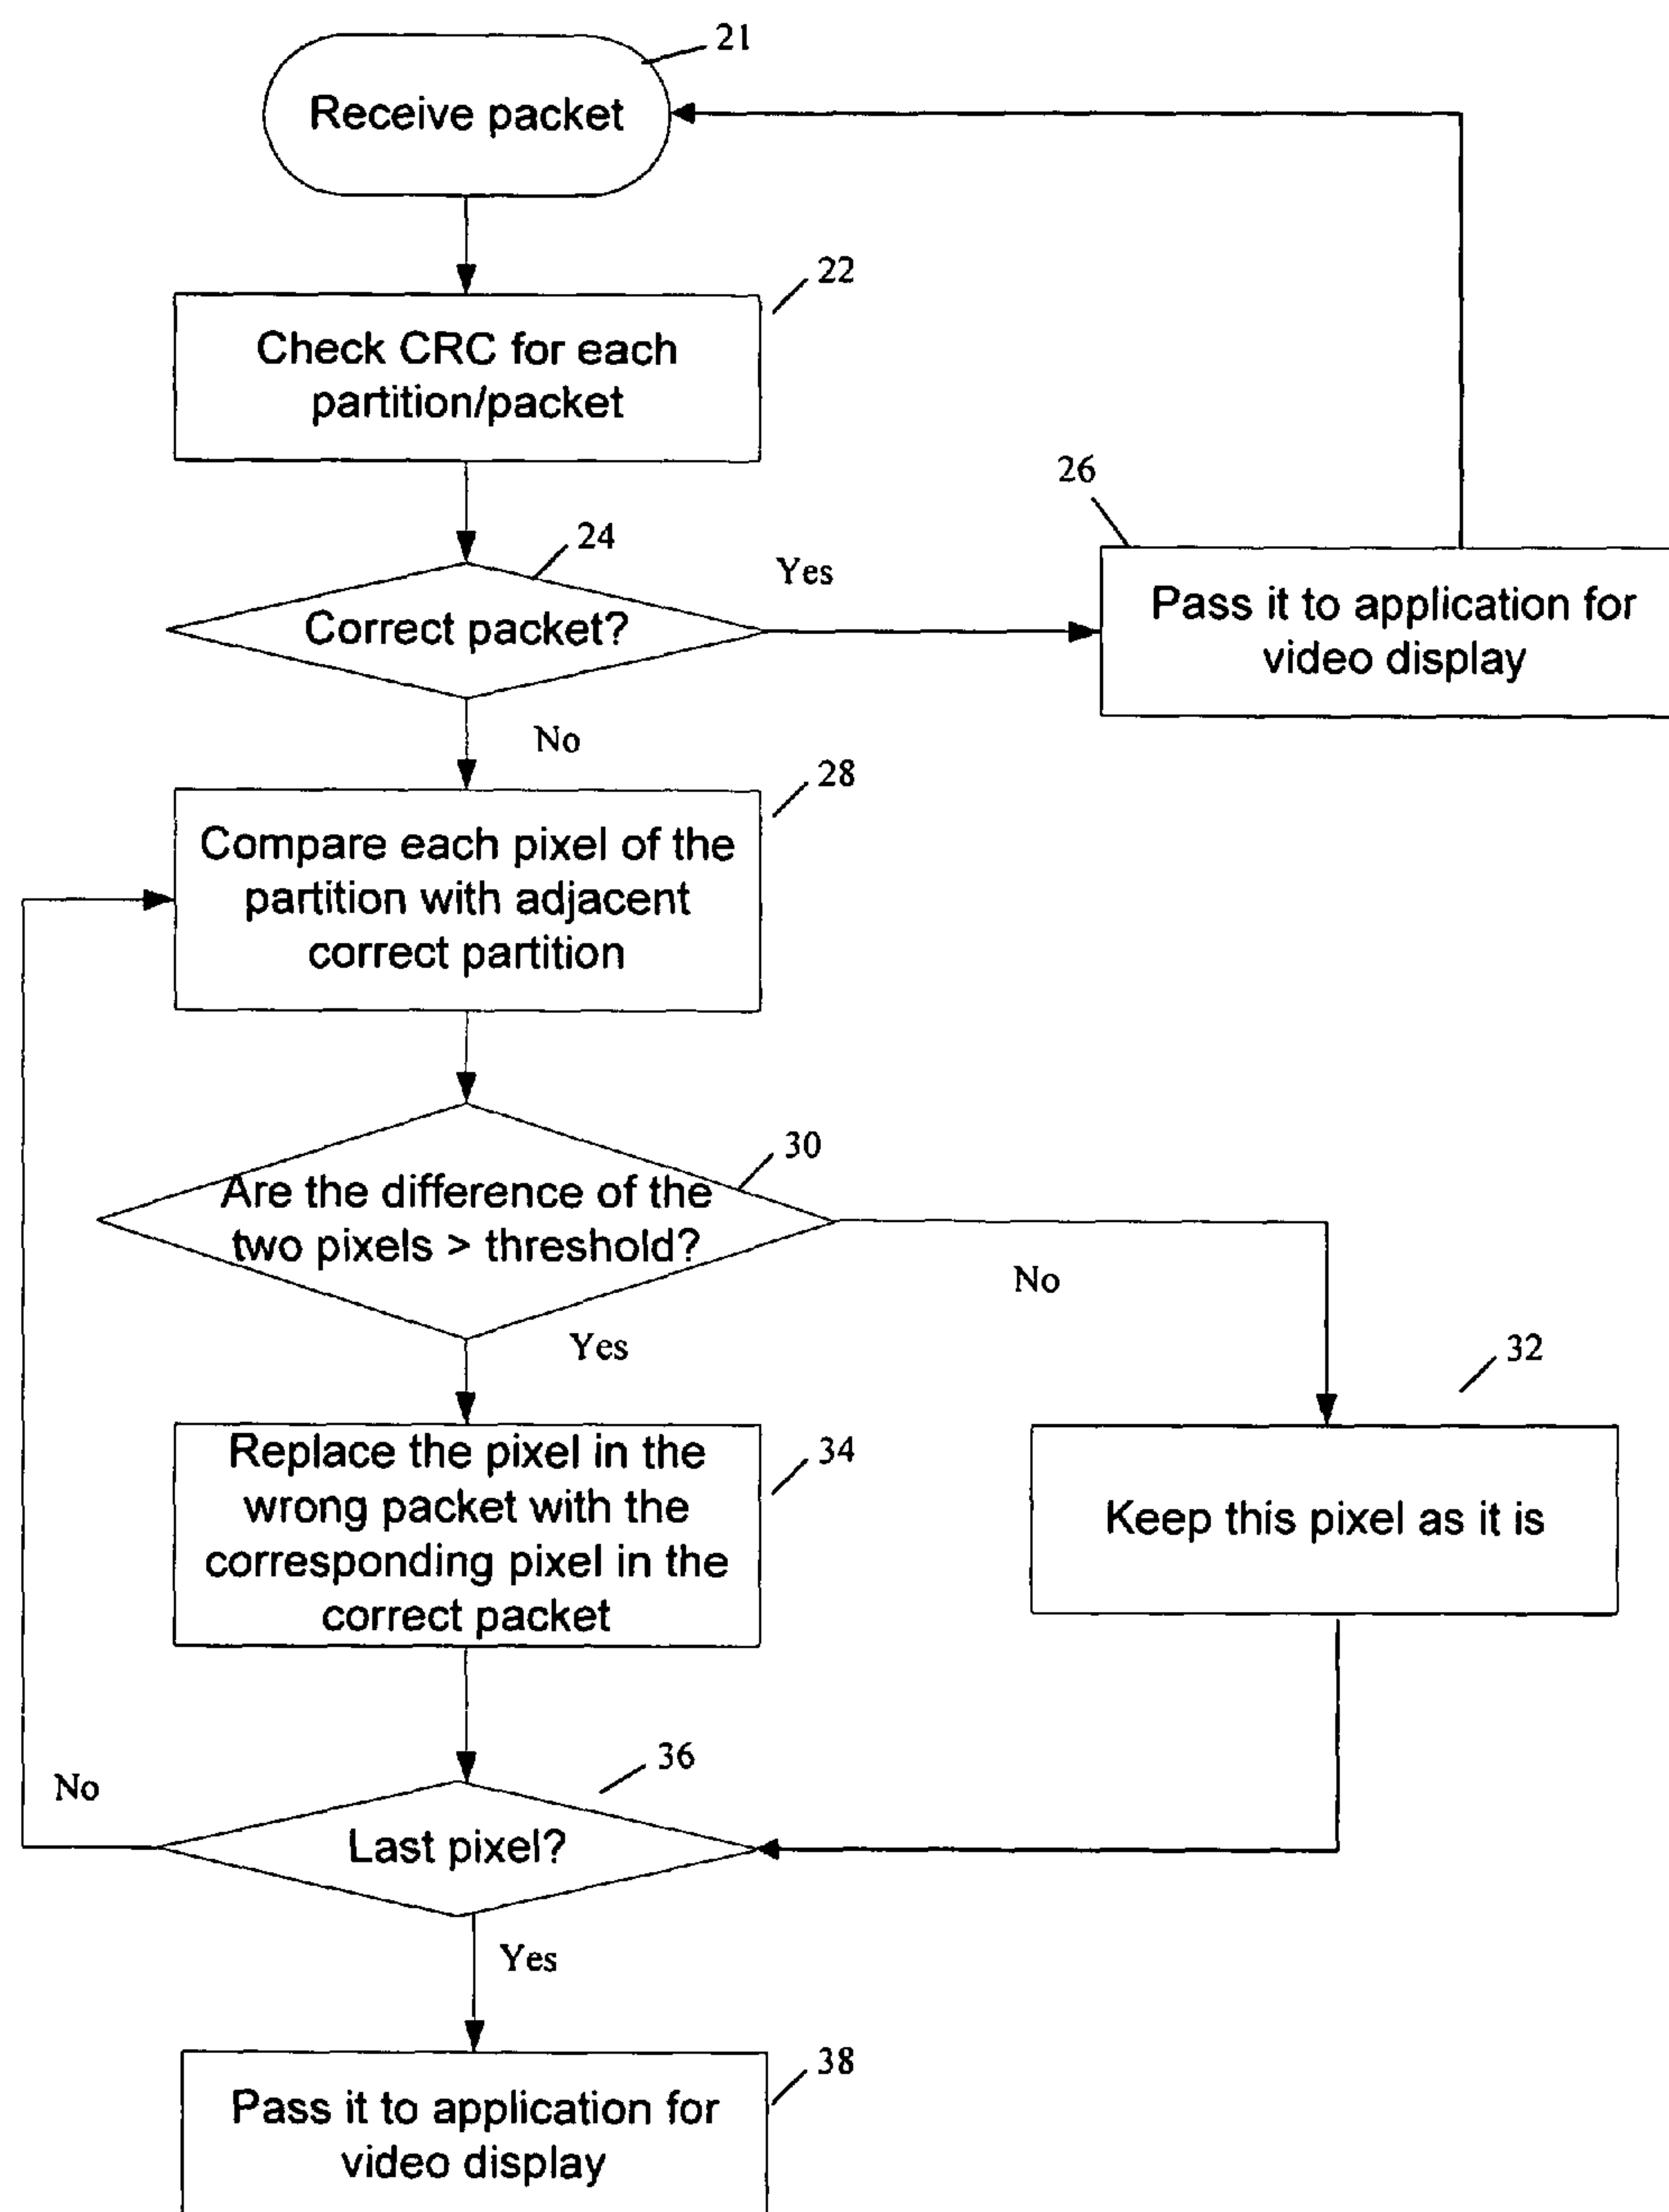 21
Receive packet
22
Check CRC for each
partition/packet
24
Correct packet?
Yes
26
Pass it to application for
video display
No
28
Compare each pixel of the
partition with adjacent
correct partition
30
Are the difference of the
two pixels > threshold?
No
Yes
32
Keep this pixel as it is
34
Replace the pixel in the
wrong packet with the
corresponding pixel in the
correct packet
36
Last pixel?
No
Yes
38
Pass it to application for
video display